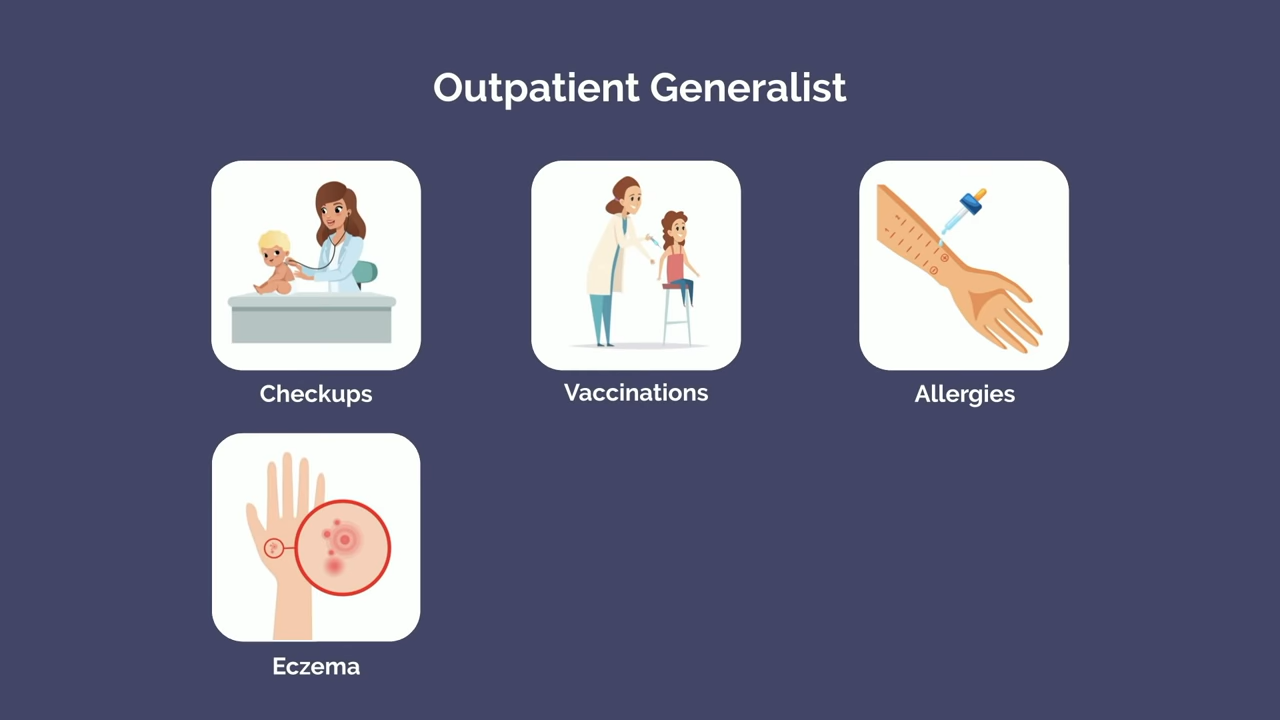 Outpatient Generalist
Checkups
Vaccinations
Allergies
Eczema